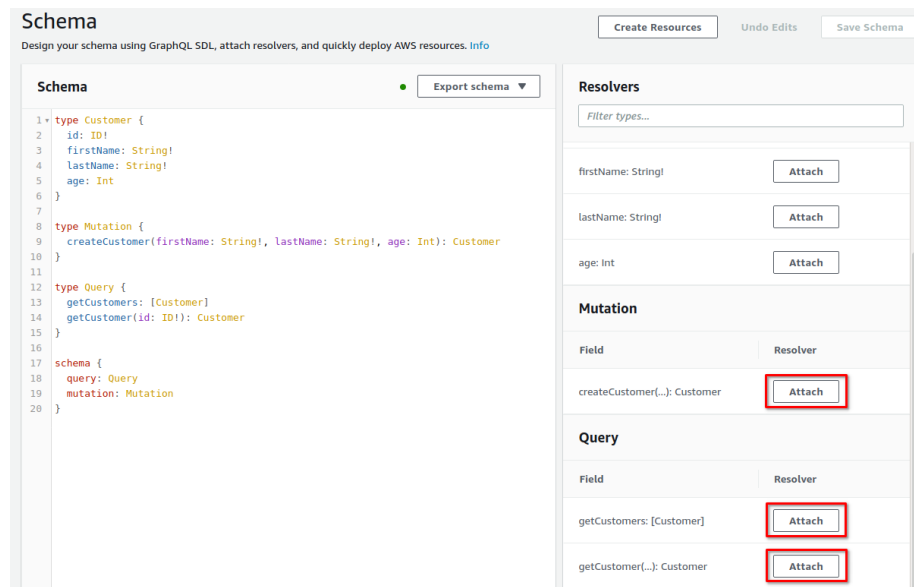 Schema
Create Resources
Undo Edits
Save Schema
Design your schema using GraphQL SDL, attach resolvers, and quickly deploy AWS resources. Info
Schema
Export schema
1 type Customer {
2 id: ID!
3 firstName: String!
4 lastName: String!
5 age: Int
6 }
7
8 type Mutation {
9 createCustomer(firstName: String!, lastName: String!, age: Int): Customer
10 }
11
12 type Query {
13 getCustomers: [Customer]
14 getCustomer(id: ID!): Customer
15 }
16
17 schema {
18 query: Query
19 mutation: Mutation
20 }
Resolvers
Filter types...
firstName: String! Attach
lastName: String! Attach
age: Int Attach
Mutation
Field Resolver
createCustomer(...): Customer Attach
Query
Field Resolver
getCustomers: [Customer] Attach
getCustomer(...): Customer Attach